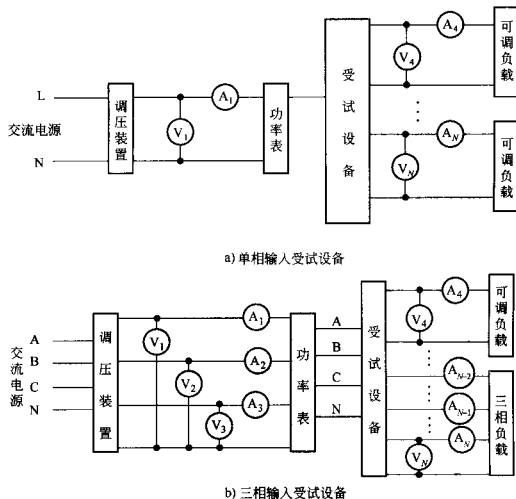 L
交流电源
N
调压装置
V1
A1
功率表
受试设备
V4
A4
可调负载
VN
AN
可调负载
a) 单相输入受试设备
交流电源
A
B
C
N
调压装置
V1
V2
V3
A1
A2
A3
功率表
A
B
C
N
受试设备
V4
A4
可调负载
AN-2
AN-1
AN
VN
三相负载
b) 三相输入受试设备